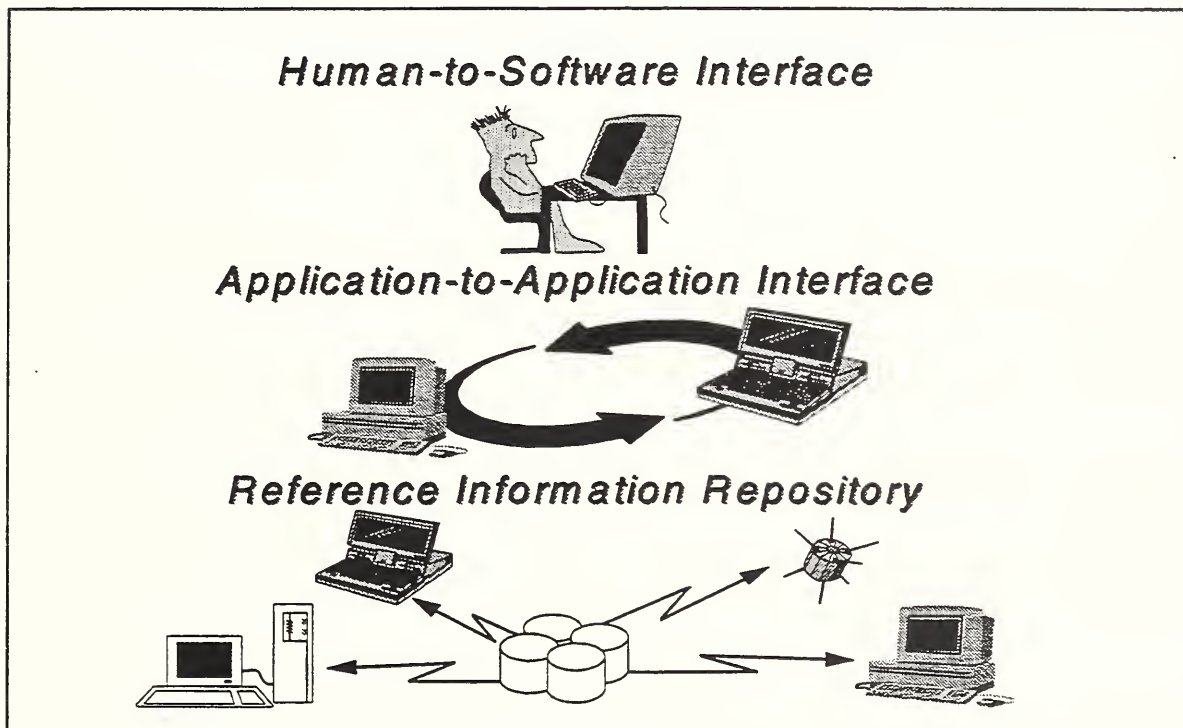 Human-to-Software Interface
Application-to-Application Interface
Reference Information Repository